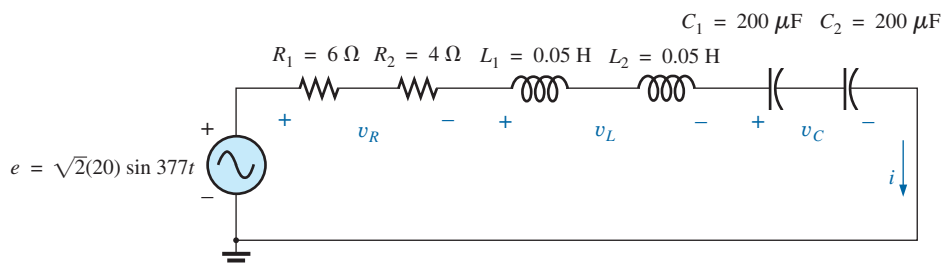 C₁ = 200 μF C₂ = 200 μF
R₁ = 6 Ω R₂ = 4 Ω L₁ = 0.05 H L₂ = 0.05 H
+ v_R − + v_L − + v_C −
+
e = √2(20) sin 377t
−
i